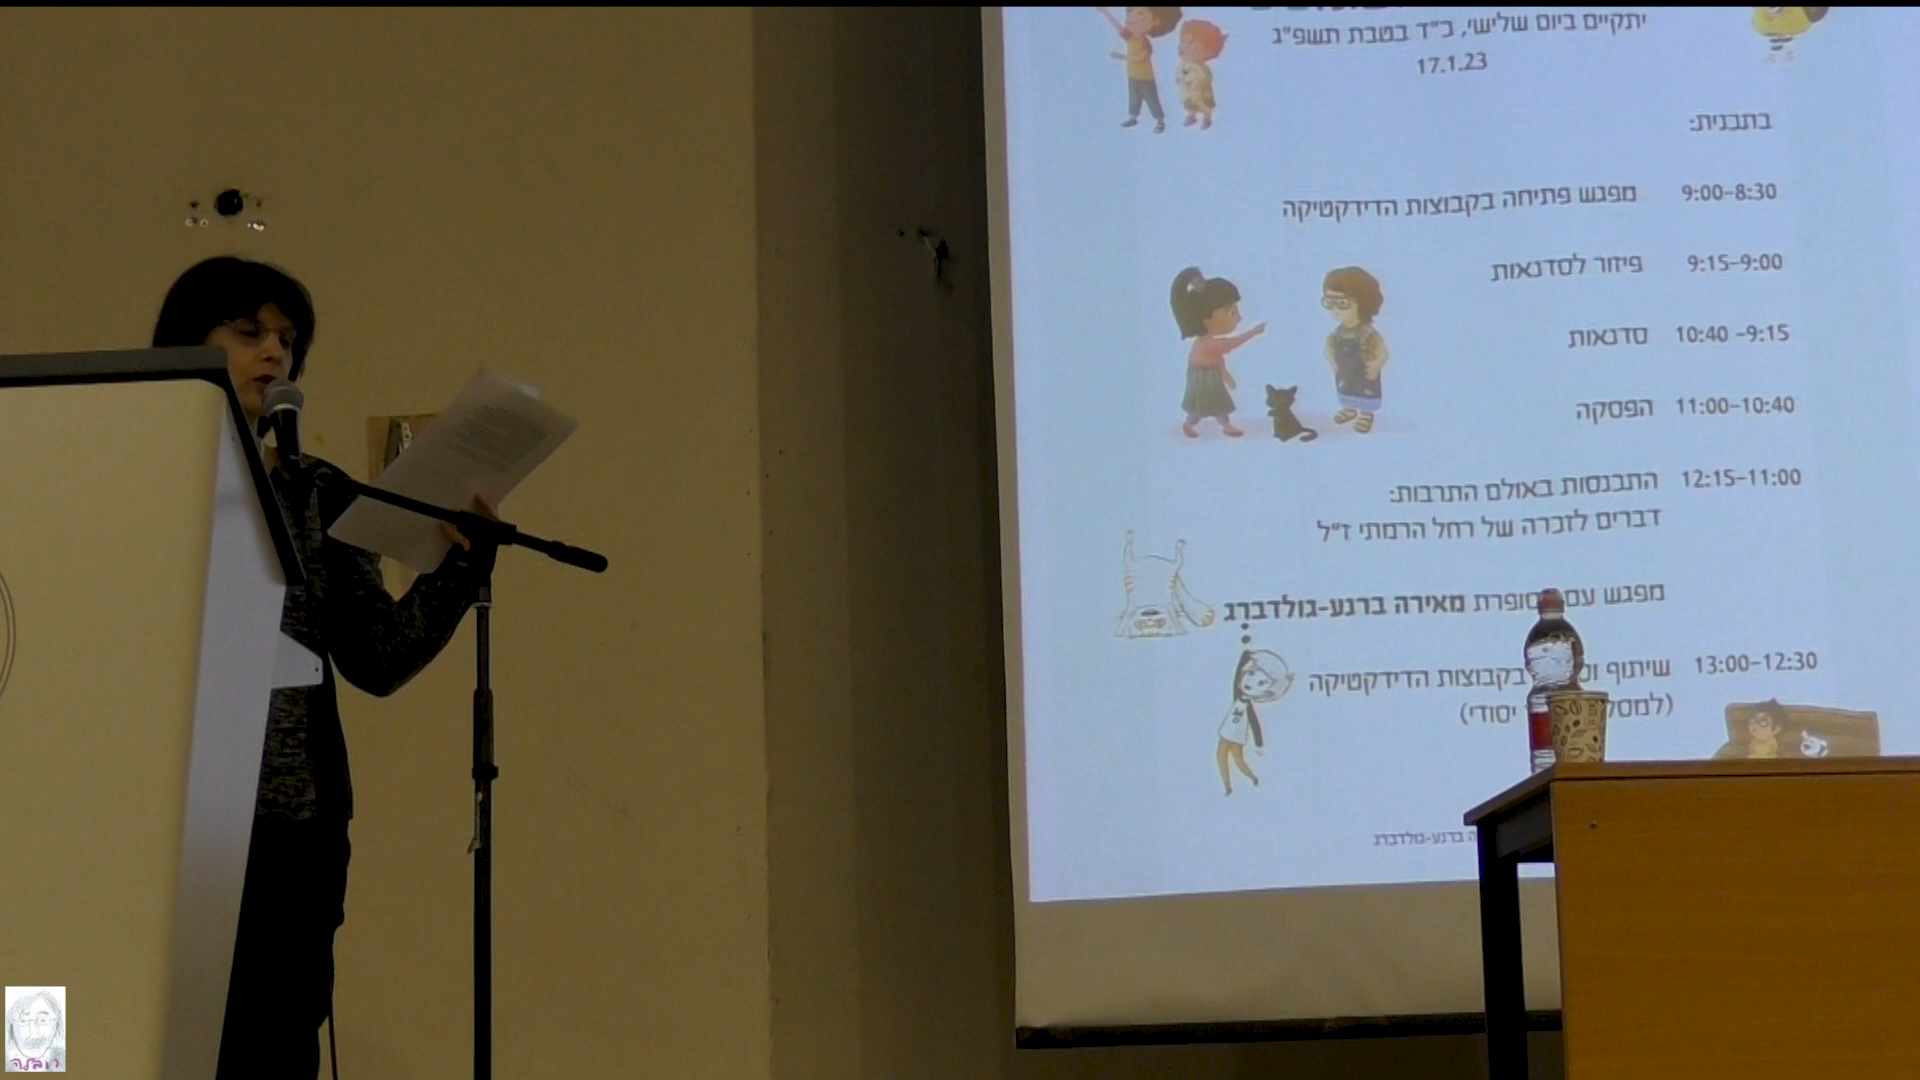 יתקיים ביום שלישי, כ"ד בטבת תשפ"ג
17.1.23
בתכנית:
9:00-8:30 מפגש פתיחה בקבוצות הדידקטיקה
9:15-9:00 פיזור לסדנאות
10:40 -9:15 סדנאות
11:00-10:40 הפסקה
12:15-11:00 התכנסות באולם התרבות:
דברים לזכרה של רחל הרמתי ז"ל
מפגש עם סופרת מאירה ברנע-גולדברג
13:00-12:30 שיתוף בקבוצות הדידקטיקה
יסודי)
ברנע-גולדברג